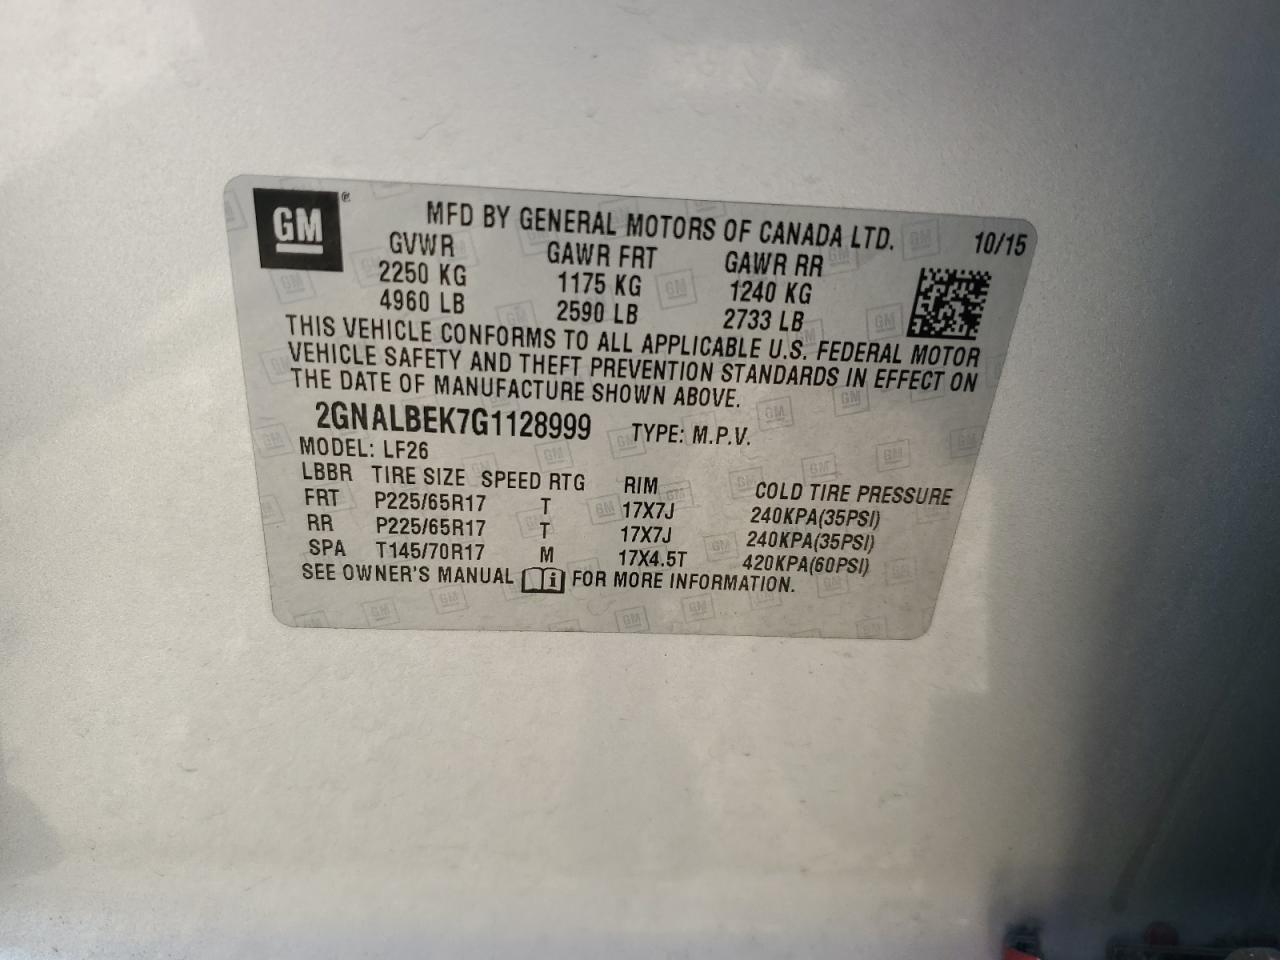 GM ®
MFD BY GENERAL MOTORS OF CANADA LTD. 10/15
GVWR GAWR FRT GAWR RR
2250 KG 1175 KG 1240 KG
4960 LB 2590 LB 2733 LB
THIS VEHICLE CONFORMS TO ALL APPLICABLE U.S. FEDERAL MOTOR
VEHICLE SAFETY AND THEFT PREVENTION STANDARDS IN EFFECT ON
THE DATE OF MANUFACTURE SHOWN ABOVE.
2GNALBEK7G1128999 TYPE: M.P.V.
MODEL: LF26
LBBR TIRE SIZE SPEED RTG RIM COLD TIRE PRESSURE
FRT P225/65R17 T 17X7J 240KPA(35PSI)
RR P225/65R17 T 17X7J 240KPA(35PSI)
SPA T145/70R17 M 17X4.5T 420KPA(60PSI)
SEE OWNER'S MANUAL i FOR MORE INFORMATION.